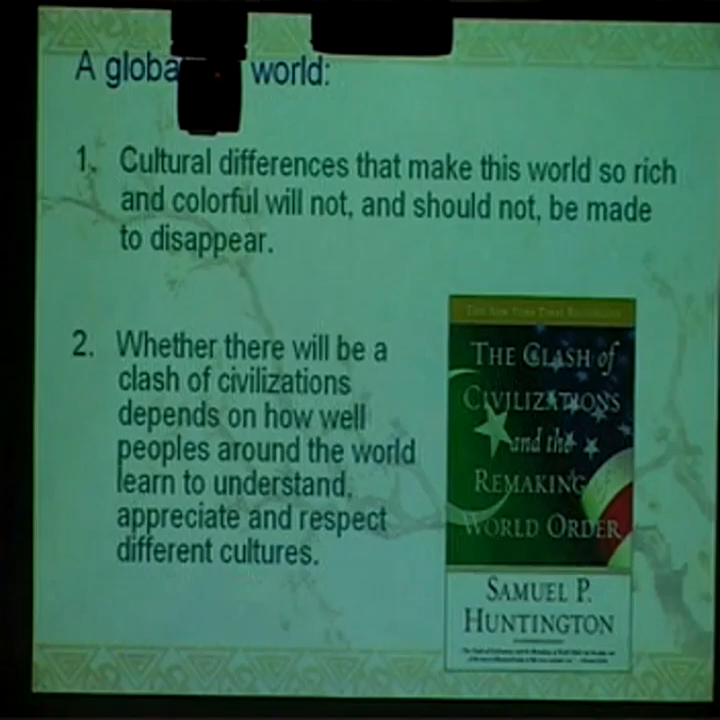 A globa world:
1. Cultural differences that make this world so rich
and colorful will not, and should not, be made
to disappear.
2. Whether there will be a
clash of civilizations
depends on how well
peoples around the world
learn to understand,
appreciate and respect
different cultures.
THE CLASH of
CIVILIZATIONS
and the
REMAKING
WORLD ORDER
SAMUEL P.
HUNTINGTON